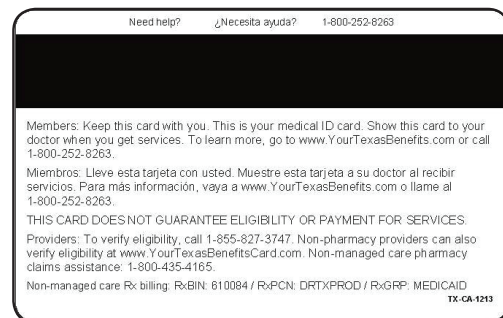 Need help? ¿Necesita ayuda? 1-800-252-8263
Members: Keep this card with you. This is your medical ID card. Show this card to your
doctor when you get services. To learn more, go to www.YourTexasBenefits.com or call
1-800-252-8263.
Miembros: Lleve esta tarjeta con usted. Muestre esta tarjeta a su doctor al recibir
servicios. Para más información, vaya a www.YourTexasBenefits.com o llame al
1-800-252-8263.
THIS CARD DOES NOT GUARANTEE ELIGIBILITY OR PAYMENT FOR SERVICES.
Providers: To verify eligibility, call 1-855-827-3747. Non-pharmacy providers can also
verify eligibility at www.YourTexasBenefitsCard.com. Non-managed care pharmacy
claims assistance: 1-800-435-4165.
Non-managed care Rx billing: RxBIN: 610084 / RxPCN: DRTXPROD / RxGRP: MEDICAID
TX-CA-1213